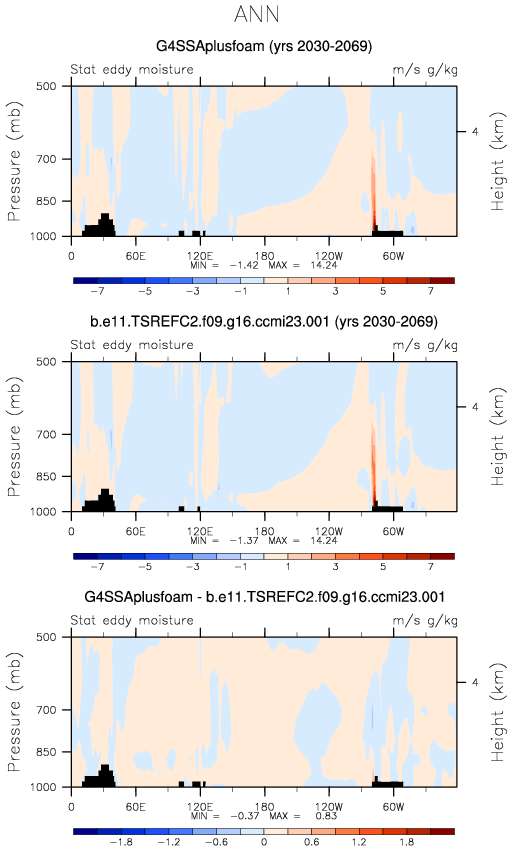 ANN
G4SSAplusfoam (yrs 2030-2069)
Stat eddy moisture m/s g/kg
500
700
850
1000
Pressure (mb)
4
Height (km)
0 60E 120E 180 120W 60W
MIN = -1.42 MAX = 14.24
-7 -5 -3 -1 1 3 5 7
b.e11.TSREFC2.f09.g16.ccmi23.001 (yrs 2030-2069)
Stat eddy moisture m/s g/kg
500
700
850
1000
Pressure (mb)
4
Height (km)
0 60E 120E 180 120W 60W
MIN = -1.37 MAX = 14.24
-7 -5 -3 -1 1 3 5 7
G4SSAplusfoam - b.e11.TSREFC2.f09.g16.ccmi23.001
Stat eddy moisture m/s g/kg
500
700
850
1000
Pressure (mb)
4
Height (km)
0 60E 120E 180 120W 60W
MIN = -0.37 MAX = 0.83
-1.8 -1.2 -0.6 0 0.6 1.2 1.8